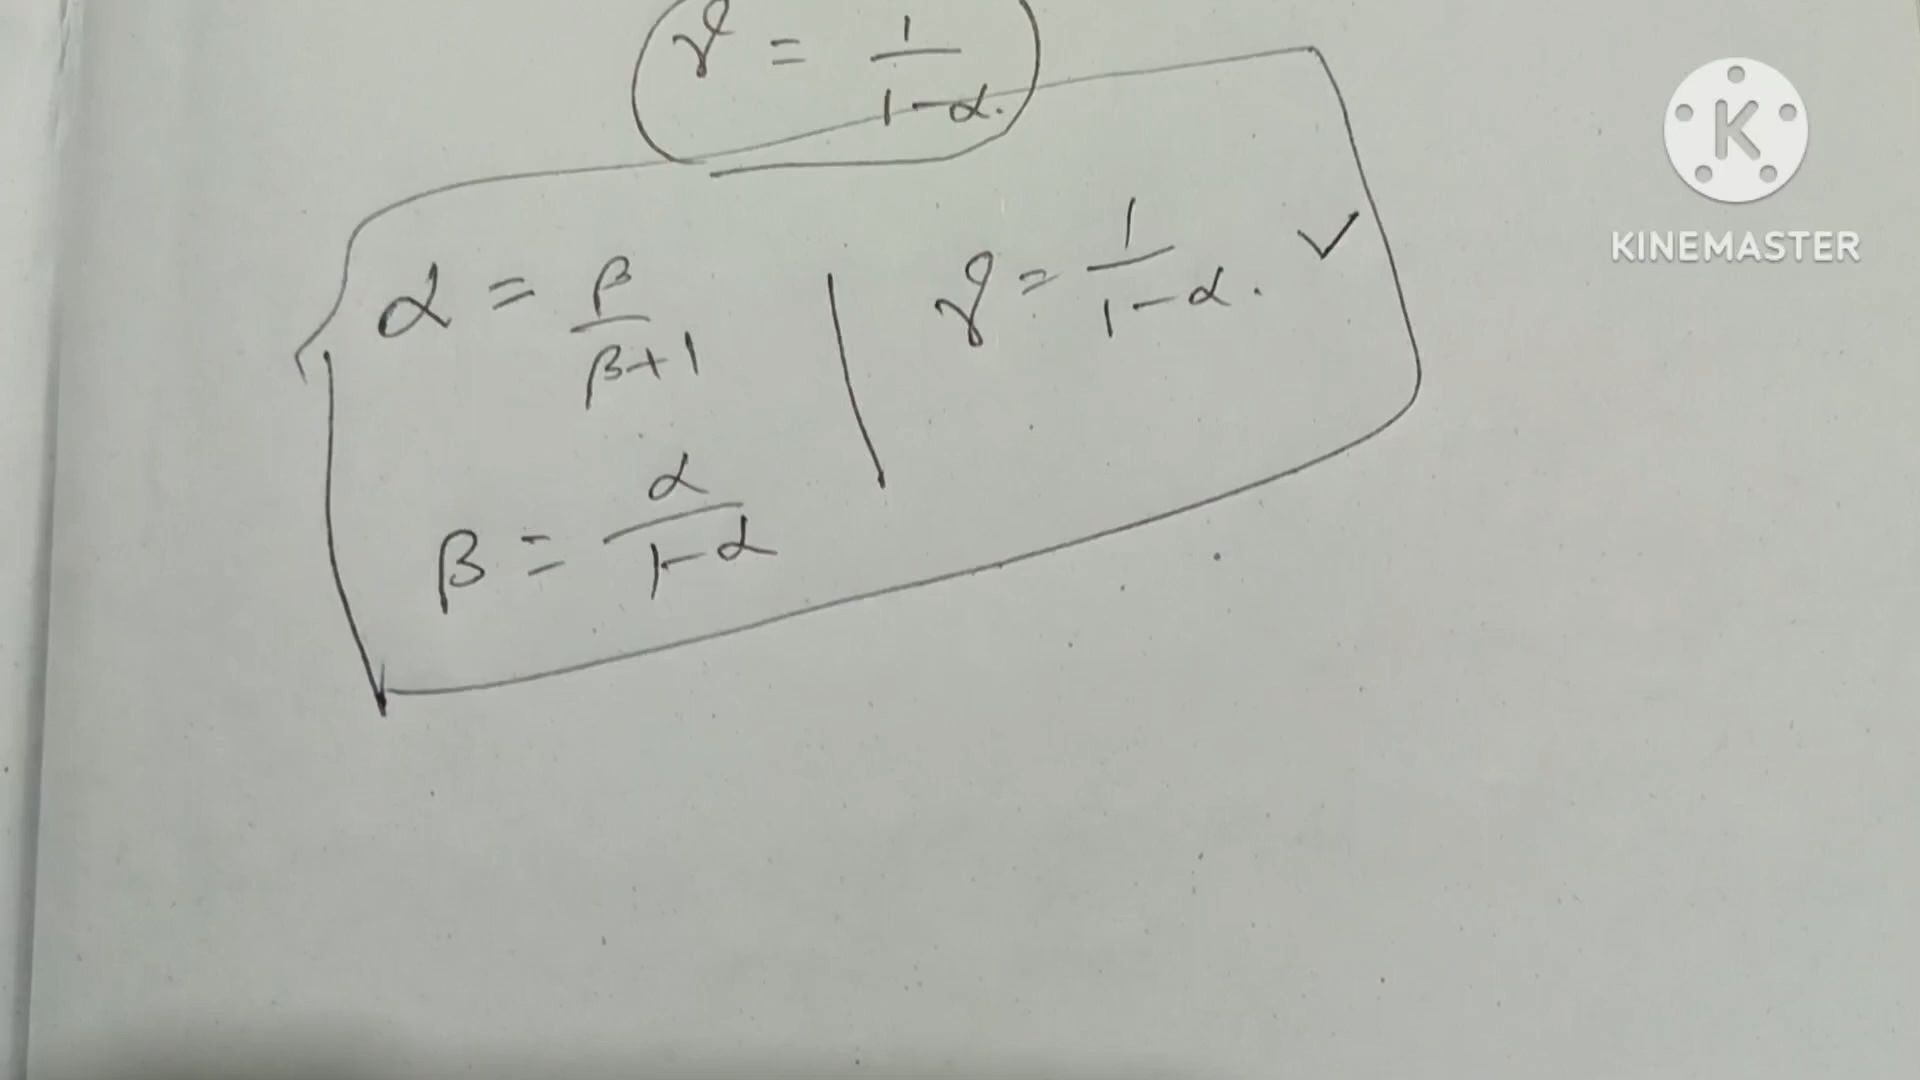 γ = 1/(1-α.)
α = β/(β+1)
γ = 1/(1-α.) ✓
β = α/(1-α)
K
KINEMASTER